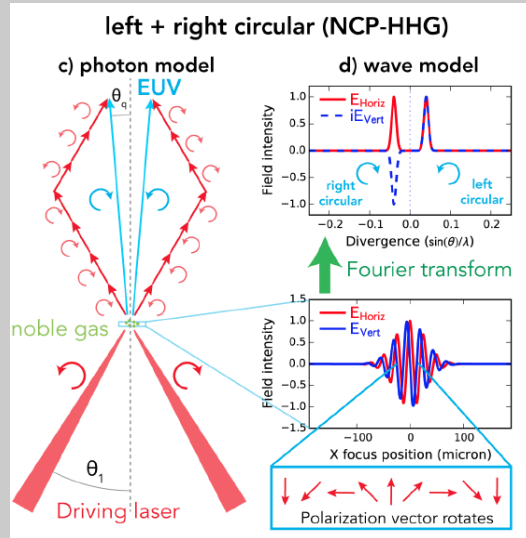 left + right circular (NCP-HHG)
c) photon model
θq
EUV
noble gas
θ1
Driving laser
d) wave model
EHoriz
iEVert
right circular
left circular
Field intensity
1.0
0.5
0.0
-0.5
-1.0
-0.2
-0.1
0.0
0.1
0.2
Divergence (sin(θ)/λ)
Fourier transform
EHoriz
EVert
Field intensity
1.5
1.0
0.5
0.0
-0.5
-1.0
-1.5
-100
0
100
X focus position (micron)
Polarization vector rotates